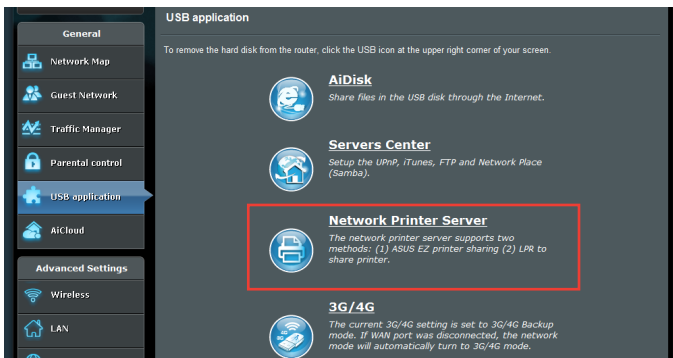 General
Network Map
Guest Network
Traffic Manager
Parental control
USB application
AiCloud
Advanced Settings
Wireless
LAN
USB application
To remove the hard disk from the router, click the USB icon at the upper right corner of your screen.
AiDisk
Share files in the USB disk through the Internet.
Servers Center
Setup the UPnP, iTunes, FTP and Network Place
(Samba).
Network Printer Server
The network printer server supports two
methods: (1) ASUS EZ printer sharing (2) LPR to
share printer.
3G/4G
The current 3G/4G setting is set to 3G/4G Backup
mode. If WAN port was disconnected, the network
mode will automatically turn to 3G/4G mode.